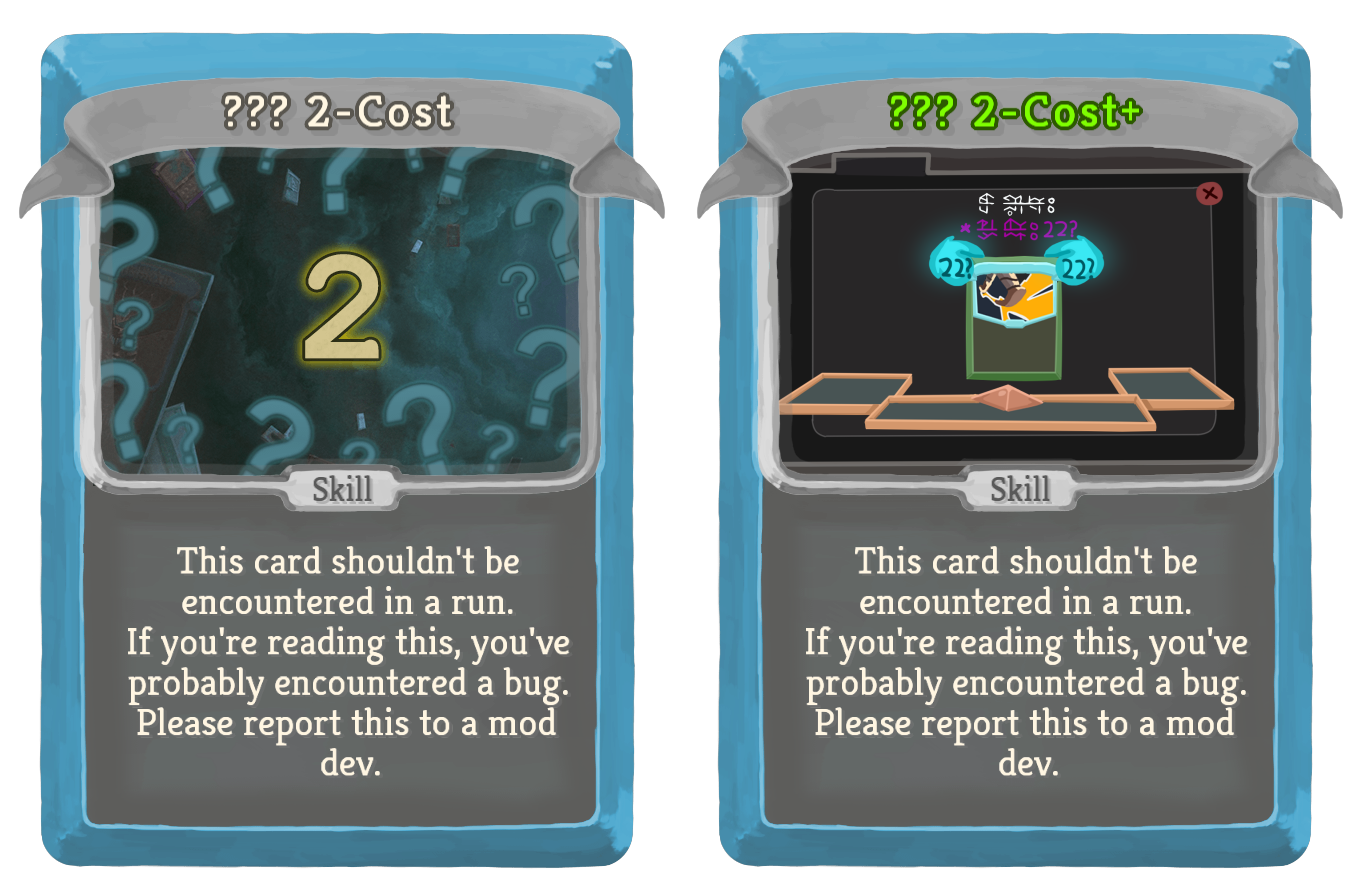 ??? 2-Cost
2
Skill
This card shouldn't be
encountered in a run.
If you're reading this, you've
probably encountered a bug.
Please report this to a mod
dev.
??? 2-Cost+
22?
22?
22?
Skill
This card shouldn't be
encountered in a run.
If you're reading this, you've
probably encountered a bug.
Please report this to a mod
dev.